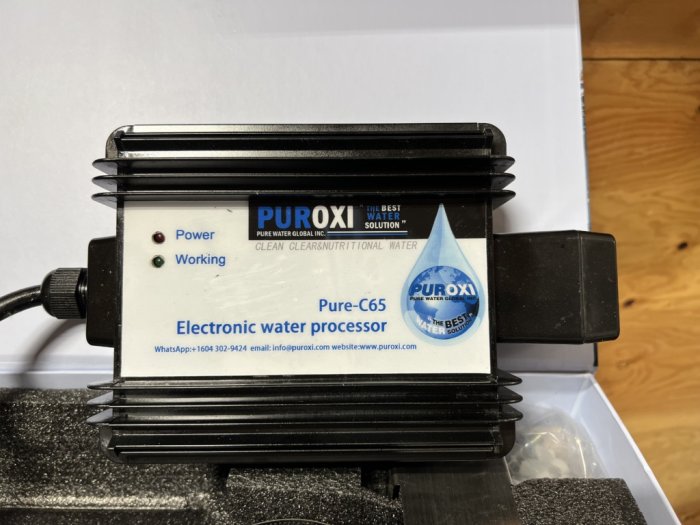 PUROXI
PURE WATER GLOBAL INC.
"THE BEST
WATER
SOLUTION"
CLEAN CLEAR&NUTRITIONAL WATER
Power
Working
PUROXI
PURE WATER GLOBAL INC.
"THE BEST
WATER SOLUTION"
Pure-C65
Electronic water processor
WhatsApp:+1604 302-9424 email: info@puroxi.com website:www.puroxi.com